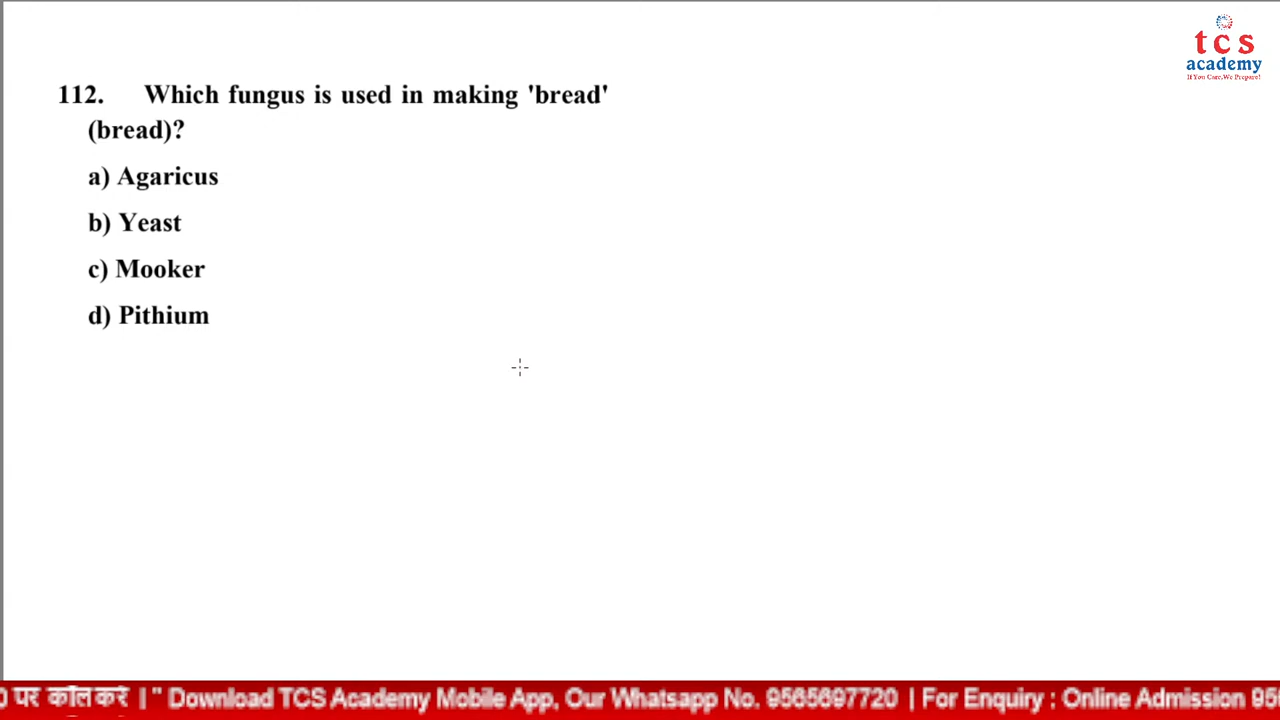 tcs
academy
If You Care,We Prepare!
112. Which fungus is used in making 'bread'
(bread)?
a) Agaricus
b) Yeast
c) Mooker
d) Pithium
0 पर कॉल करे | " Download TCS Academy Mobile App, Our Whatsapp No. 9565697720 | For Enquiry : Online Admission 95